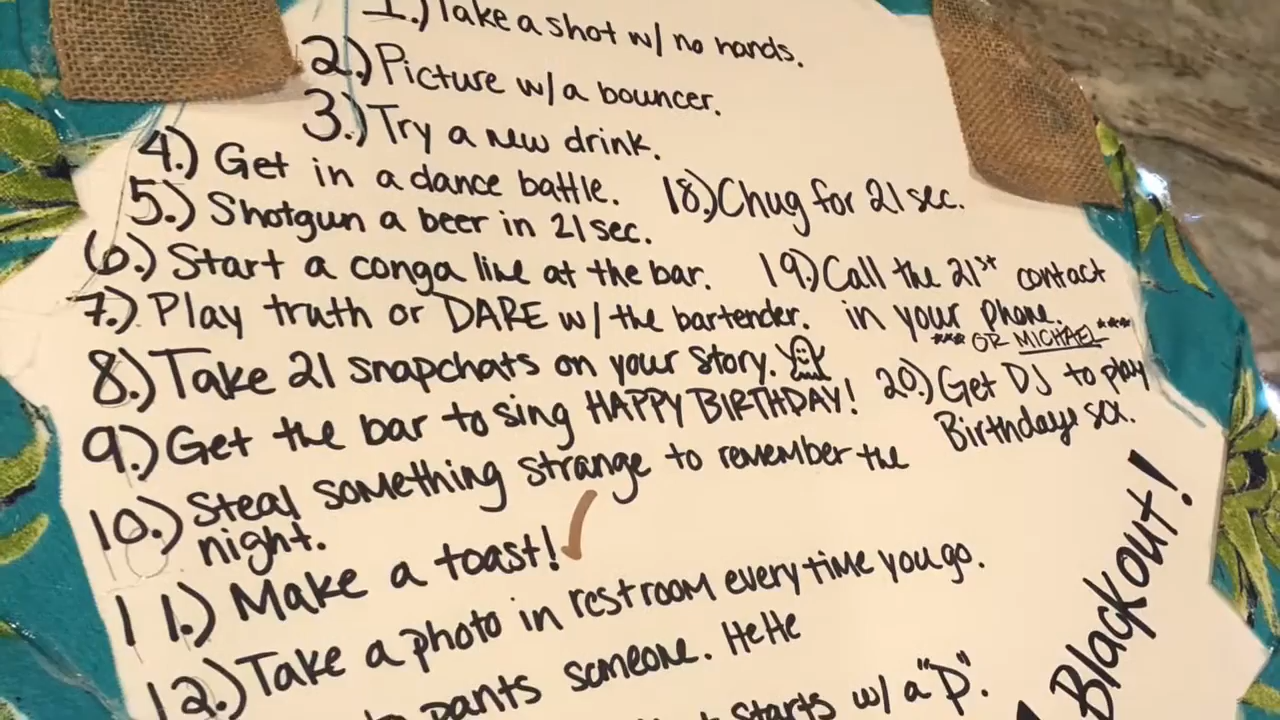 1.) Take a shot w/ no hands.
2.) Picture w/ a bouncer.
3.) Try a new drink.
4.) Get in a dance battle.
5.) Shotgun a beer in 21 sec.
6.) Start a conga line at the bar.
7.) Play truth or DARE w/ the bartender.
8.) Take 21 snapchats on your story.
9.) Get the bar to sing HAPPY BIRTHDAY!
10.) Steal something strange to remember the
night.
11.) Make a toast!
12.) Take a photo in restroom every time you go.
pants someone. HeHe
starts w/ a "D".
18.) Chug for 21 sec.
19.) Call the 21st contact
in your phone.
*** OR MICHAEL ***
20.) Get DJ to play
Birthday sex.
Blackout!